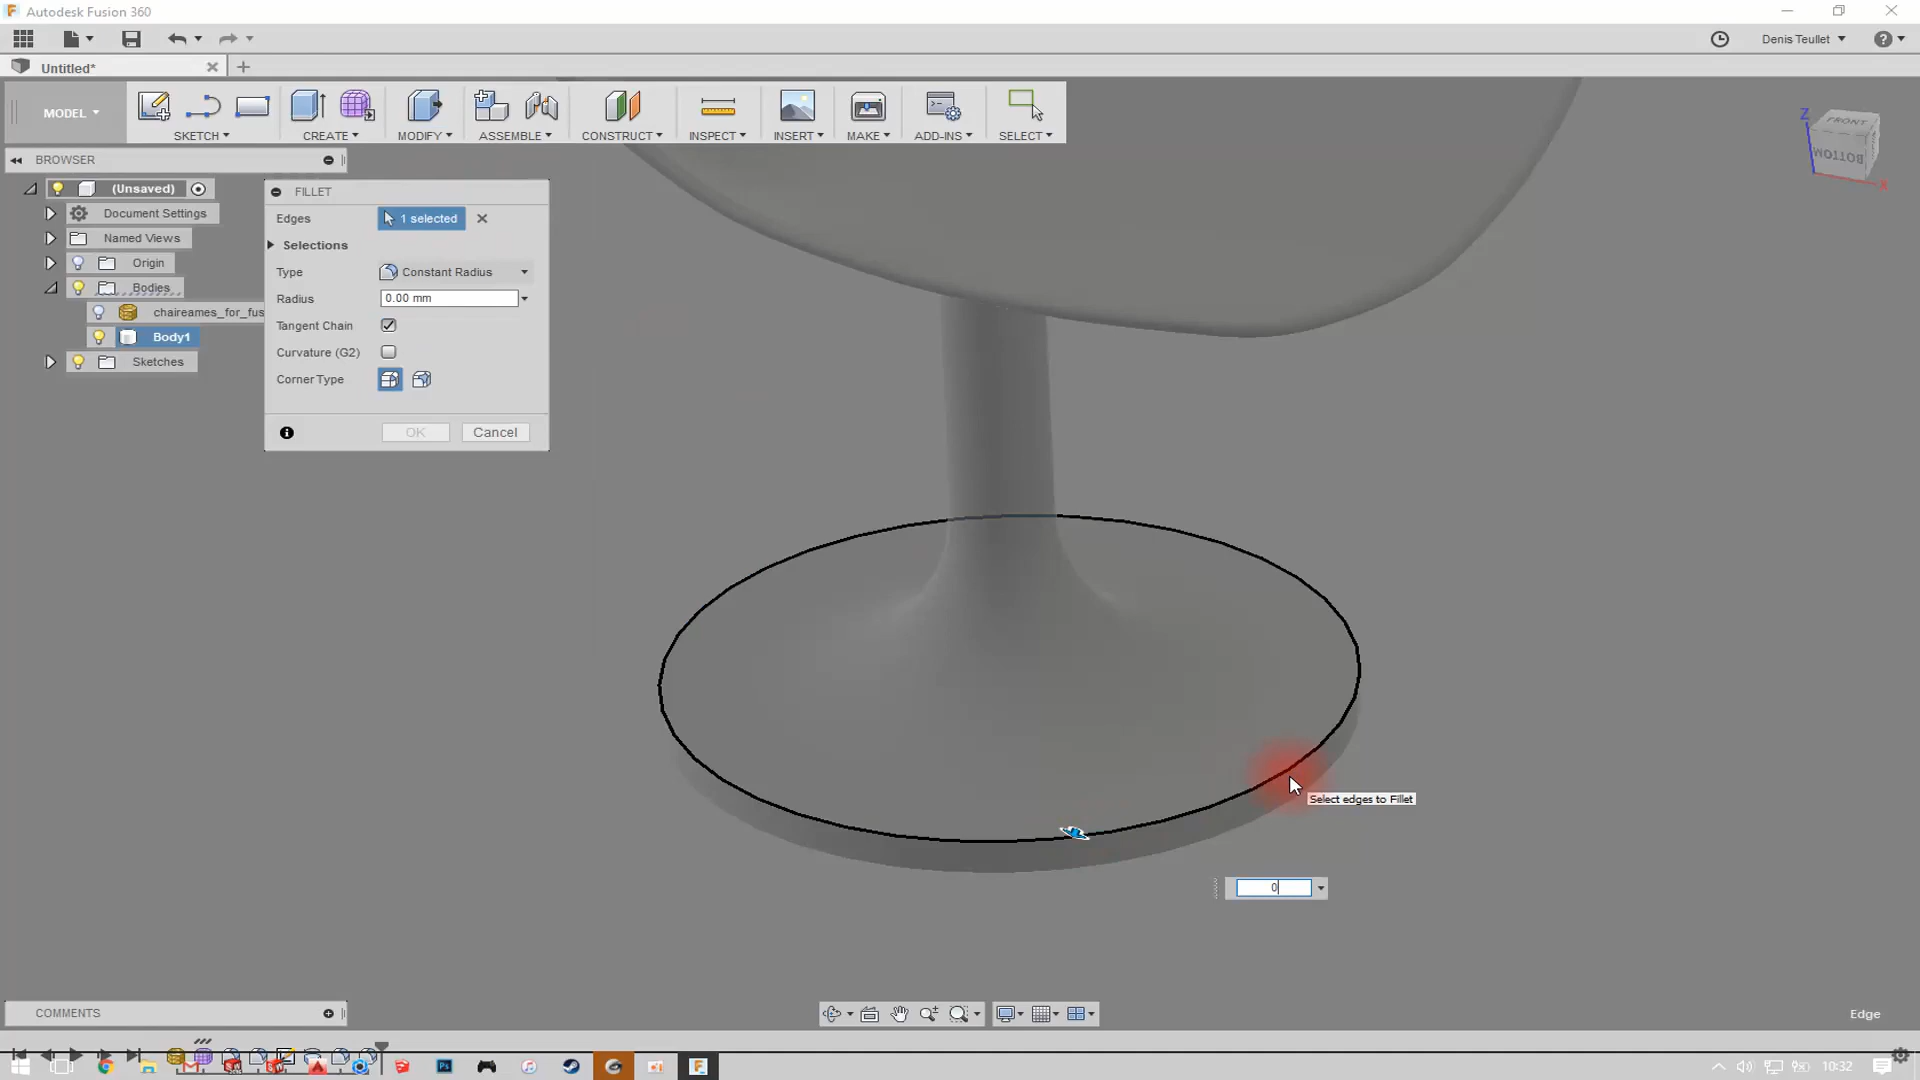 Autodesk Fusion 360
Denis Teullet
Untitled*
MODEL
SKETCH
CREATE
MODIFY
ASSEMBLE
CONSTRUCT
INSPECT
INSERT
MAKE
ADD-INS
SELECT
Z
FRONT
BOTTOM
X
BROWSER
(Unsaved)
Document Settings
Named Views
Origin
Bodies
chaireames_for_fus
Body1
Sketches
FILLET
Edges
1 selected
Selections
Type
Constant Radius
Radius
0.00 mm
Tangent Chain
Curvature (G2)
Corner Type
OK
Cancel
Select edges to Fillet
0
COMMENTS
Edge
Ps
10:32